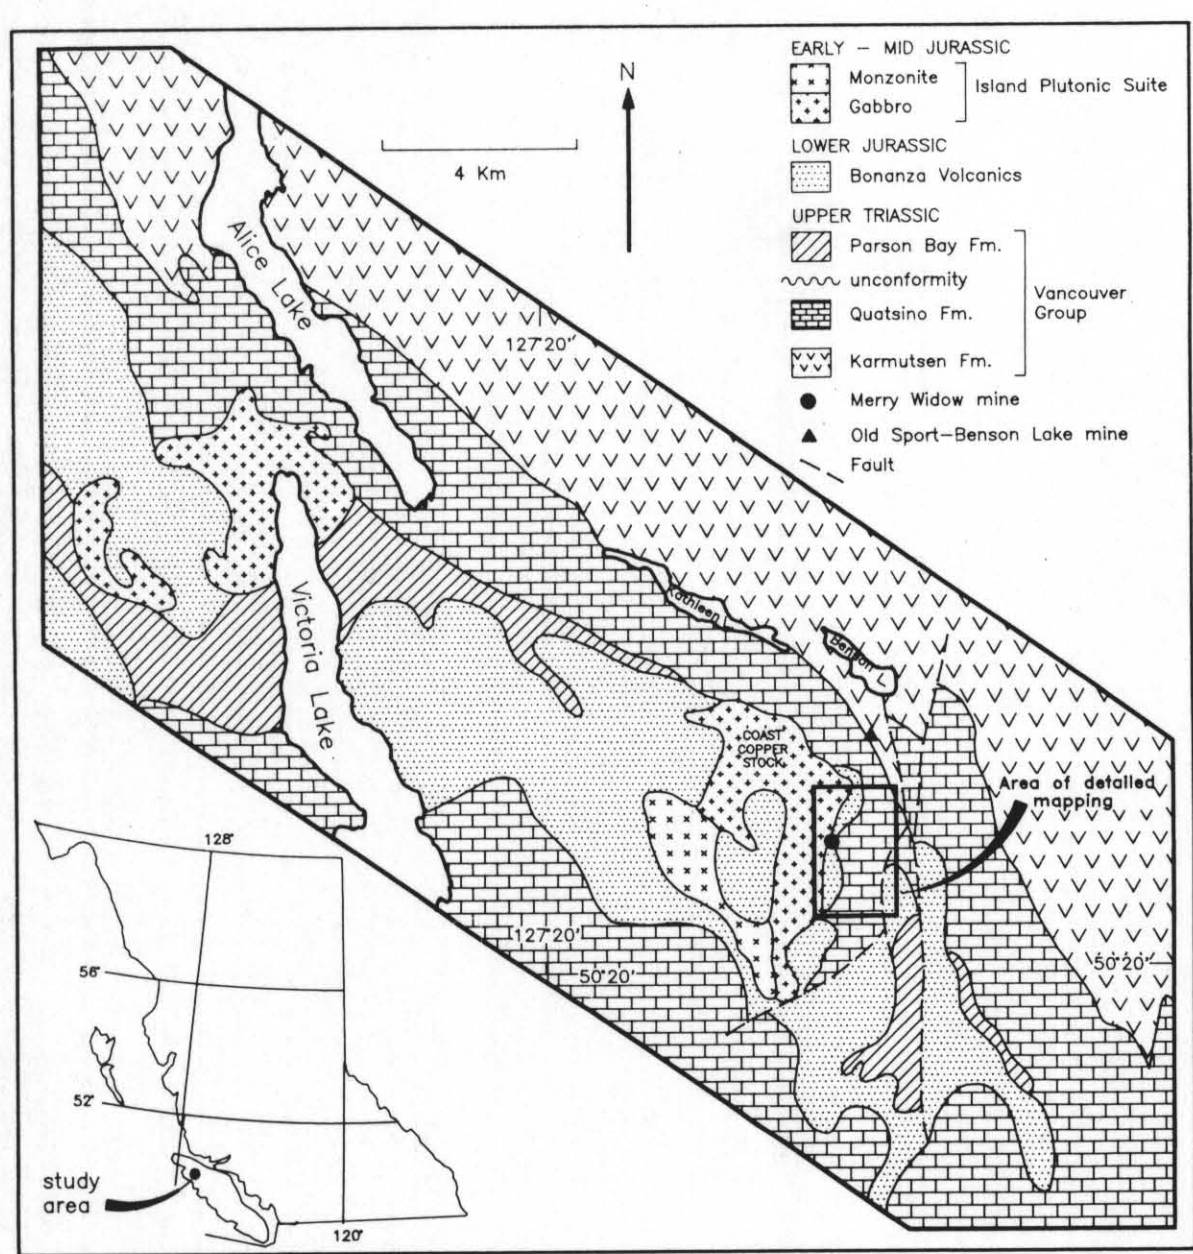 EARLY – MID JURASSIC
Monzonite
Gabbro
Island Plutonic Suite
LOWER JURASSIC
Bonanza Volcanics
UPPER TRIASSIC
Parson Bay Fm.
unconformity
Quatsino Fm.
Karmutsen Fm.
Vancouver
Group
Merry Widow mine
Old Sport–Benson Lake mine
Fault
N
4 Km
Alice Lake
127°20'
Victoria Lake
Kathleen L.
Benson L.
COAST
COPPER
STOCK
Area of detailed
mapping
127°20'
50°20'
50°20'
128°
56°
52°
120°
study
area